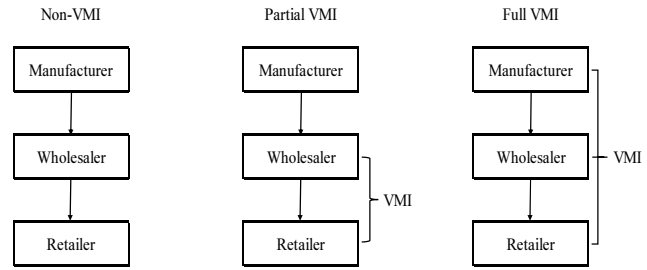 Non-VMI
Partial VMI
Full VMI
Manufacturer
Manufacturer
Manufacturer
Wholesaler
Wholesaler
Wholesaler
VMI
Retailer
Retailer
VMI
Retailer